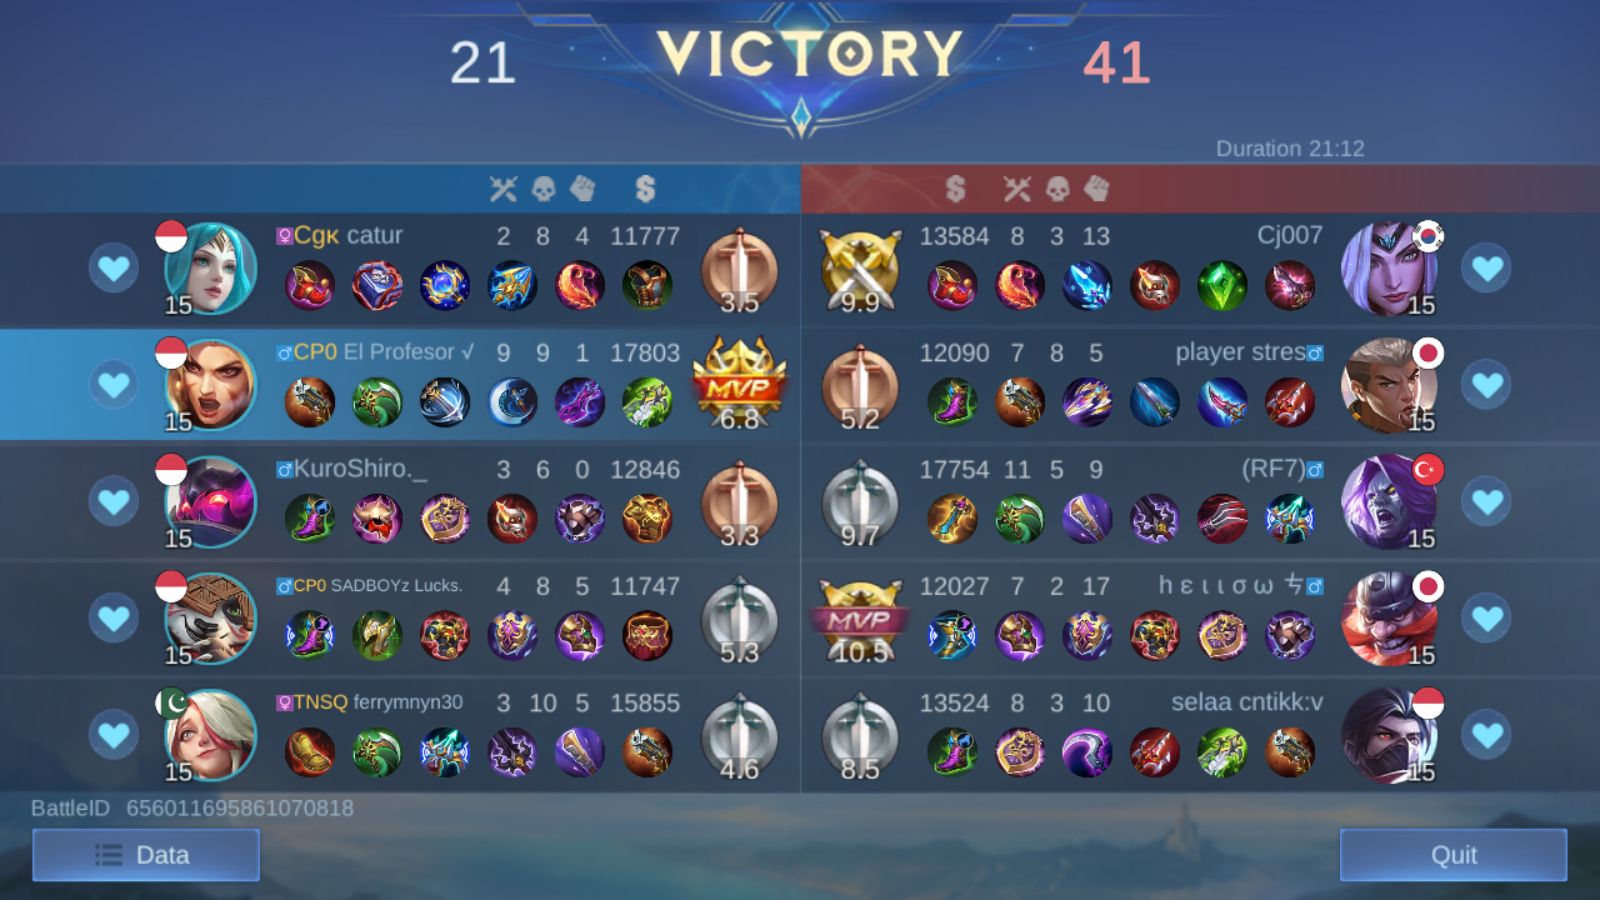 21 VICTORY 41
Duration 21:12
Cgк catur 2 8 4 11777
15 3.5
13584 8 3 13 Cj007
9.9 15
CP0 El Profesor √ 9 9 1 17803
15 MVP 6.8
12090 7 8 5 player stres
5.2 15
KuroShiro._ 3 6 0 12846
15 3.3
17754 11 5 9 (RF7)
9.7 15
CP0 SADBOYz Lucks. 4 8 5 11747
15 5.3
12027 7 2 17 h ε ι ι σ ω ㄘ
MVP 10.5 15
TNSQ ferrymnyn30 3 10 5 15855
15 4.6
13524 8 3 10 selaa cntikk:v
8.5 15
BattleID 656011695861070818
Data
Quit